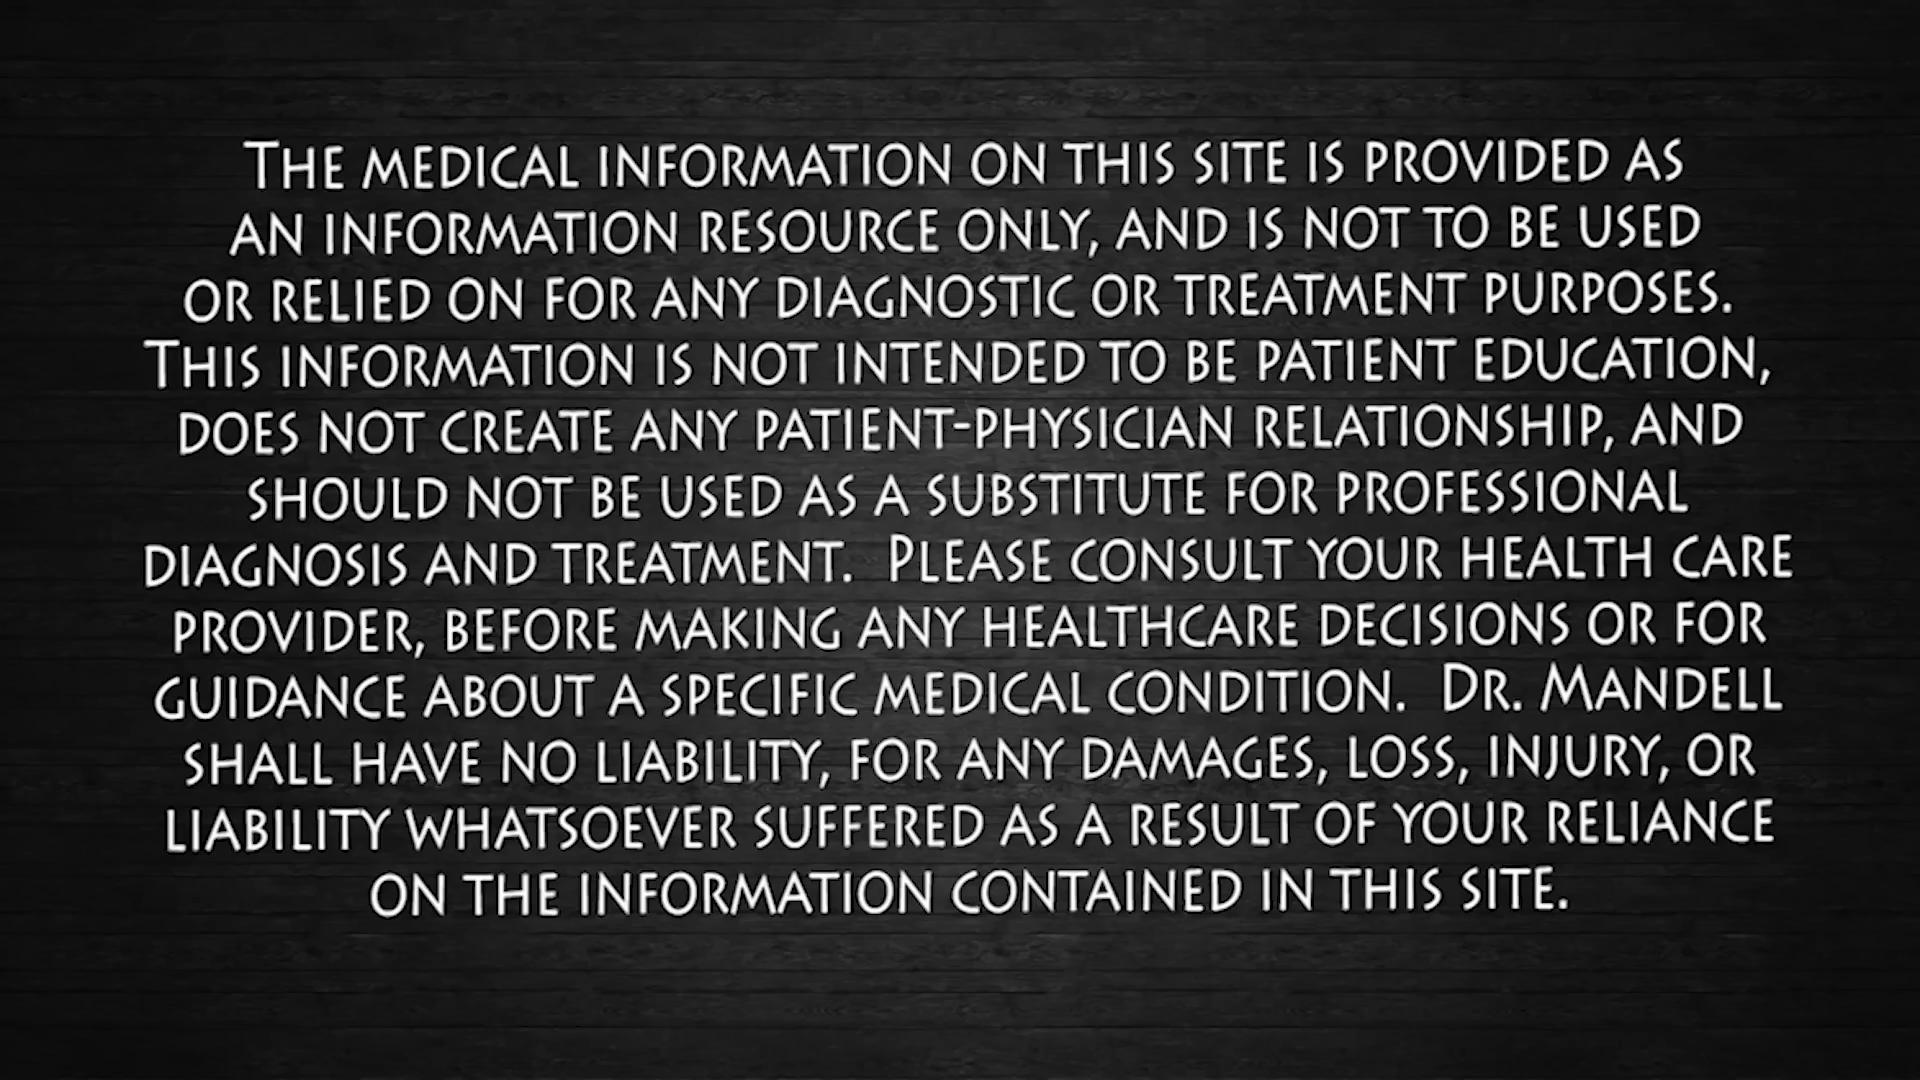 The medical information on this site is provided as
an information resource only, and is not to be used
or relied on for any diagnostic or treatment purposes.
This information is not intended to be patient education,
does not create any patient-physician relationship, and
should not be used as a substitute for professional
diagnosis and treatment.  Please consult your health care
provider, before making any healthcare decisions or for
guidance about a specific medical condition.  Dr. Mandell
shall have no liability, for any damages, loss, injury, or
liability whatsoever suffered as a result of your reliance
on the information contained in this site.